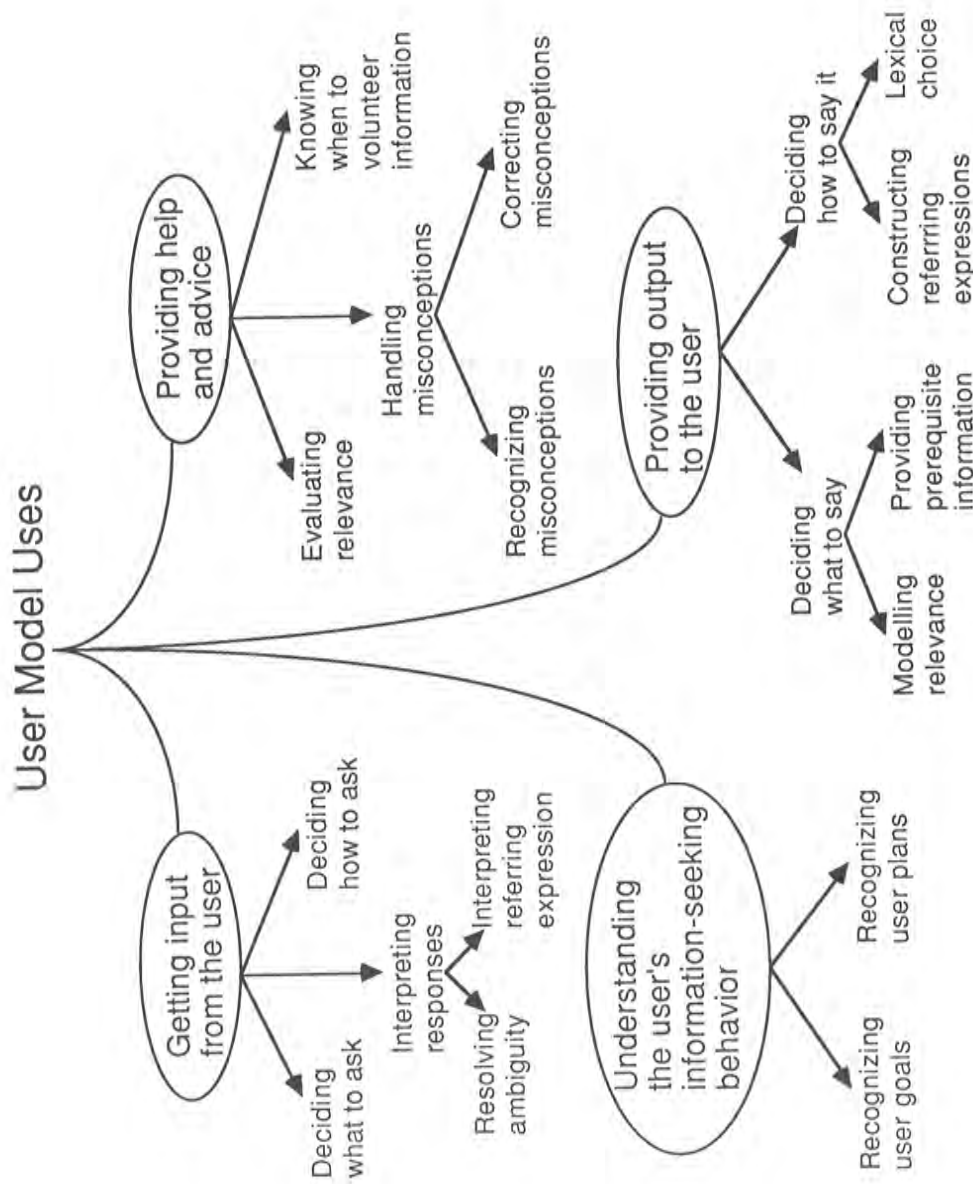 User Model Uses
Getting input
from the user
Deciding
what to ask
Deciding
how to ask
Interpreting
responses
Resolving
ambiguity
Interpreting
referring
expression
Providing help
and advice
Evaluating
relevance
Knowing
when to
volunteer
information
Handling
misconceptions
Recognizing
misconceptions
Correcting
misconceptions
Understanding
the user's
information-seeking
behavior
Recognizing
user goals
Recognizing
user plans
Providing output
to the user
Deciding
what to say
Deciding
how to say it
Modelling
relevance
Providing
prerequisite
information
Constructing
referrring
expressions
Lexical
choice